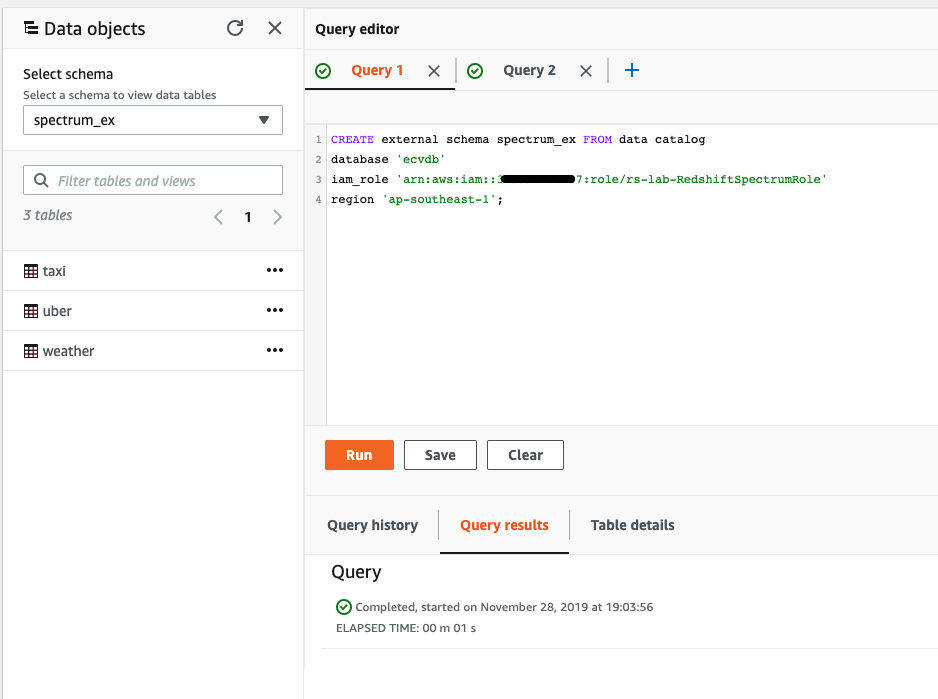 Data objects
Select schema
Select a schema to view data tables
spectrum_ex
Filter tables and views
3 tables
1
taxi
uber
weather
Query editor
Query 1
Query 2
1 CREATE external schema spectrum_ex FROM data catalog
2 database 'ecvdb'
3 iam_role 'arn:aws:iam::3 7:role/rs-lab-RedshiftSpectrumRole'
4 region 'ap-southeast-1';
Run Save Clear
Query history Query results Table details
Query
Completed, started on November 28, 2019 at 19:03:56
ELAPSED TIME: 00 m 01 s